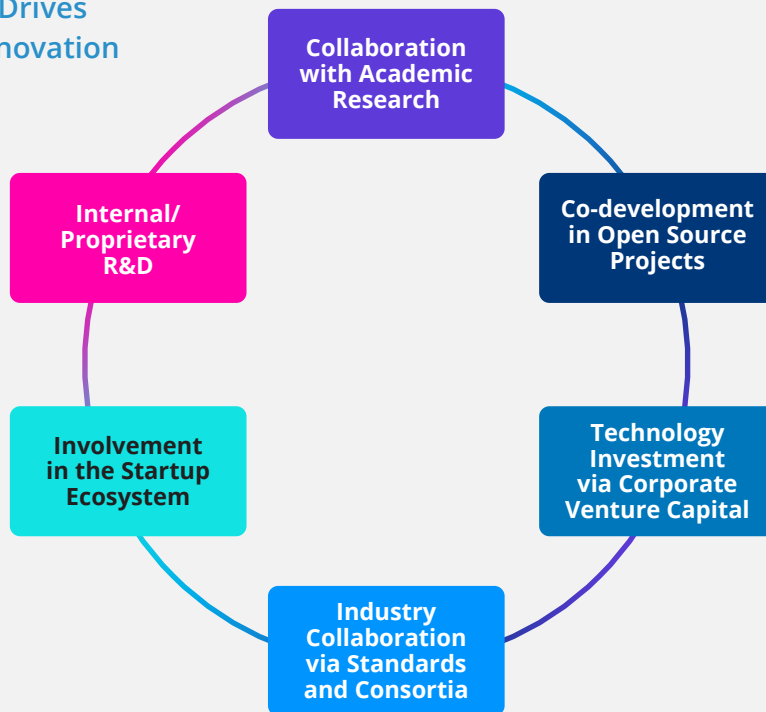 Drives
Collaboration
with Academic
Research
Internal/
Proprietary
R&D
Co-development
in Open Source
Projects
Involvement
in the Startup
Ecosystem
Technology
Investment
via Corporate
Venture Capital
Industry
Collaboration
via Standards
and Consortia